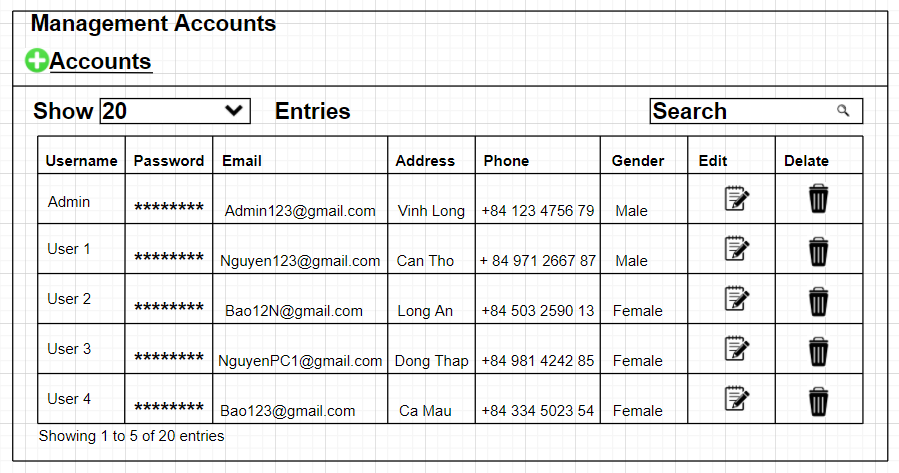 Management Accounts
Accounts
Show 20 Entries Search
Username Password Email Address Phone Gender Edit Delate
Admin ******** Admin123@gmail.com Vinh Long +84 123 4756 79 Male
User 1 ******** Nguyen123@gmail.com Can Tho + 84 971 2667 87 Male
User 2 ******** Bao12N@gmail.com Long An +84 503 2590 13 Female
User 3 ******** NguyenPC1@gmail.com Dong Thap +84 981 4242 85 Female
User 4 ******** Bao123@gmail.com Ca Mau +84 334 5023 54 Female
Showing 1 to 5 of 20 entries